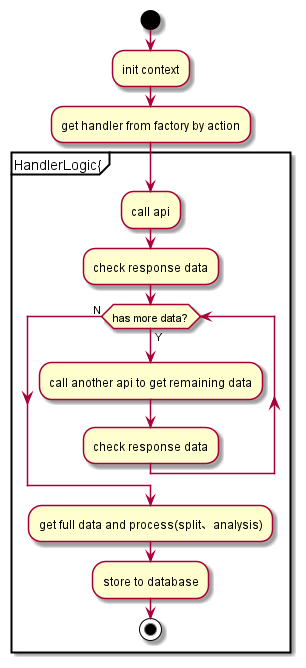 init context
get handler from factory by action
HandlerLogic{
call api
check response data
N
has more data?
Y
call another api to get remaining data
check response data
get full data and process(split、analysis)
store to database